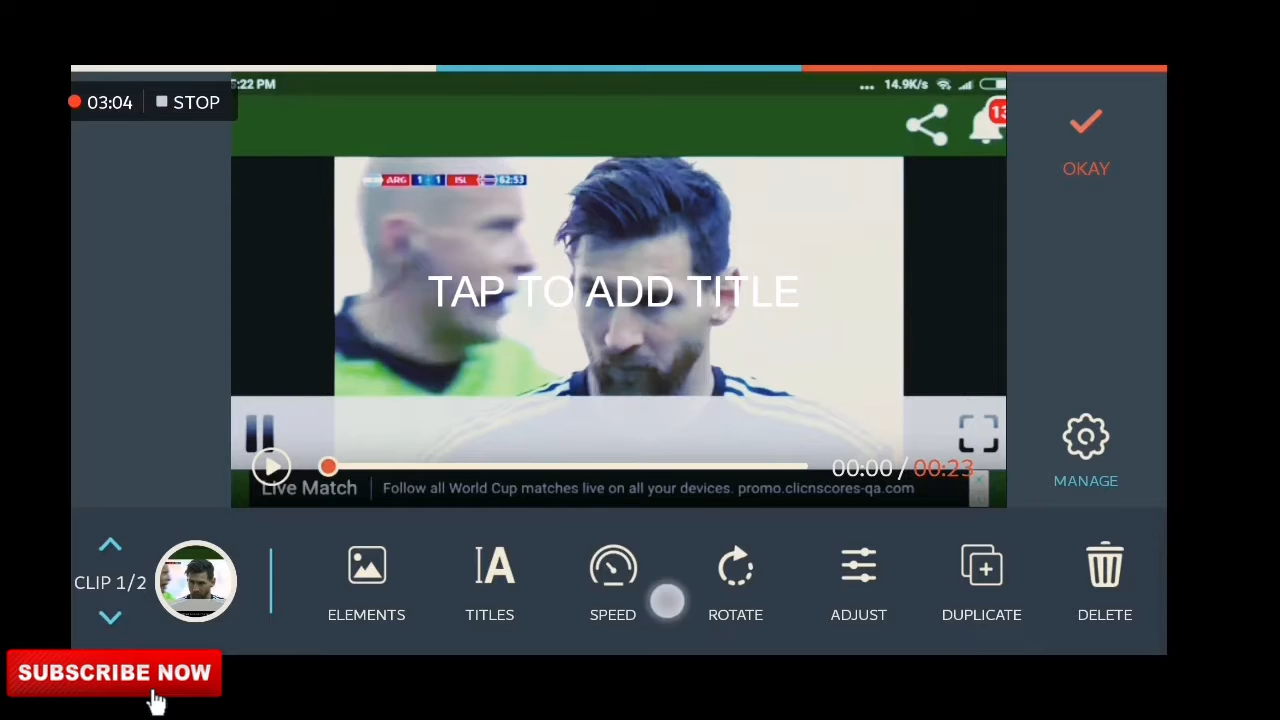 5:22 PM
... 14.9K/s
03:04
STOP
13
OKAY
ARG 1 - 1 ISL 62:53
TAP TO ADD TITLE
00:00 / 00:23
MANAGE
Live Match
Follow all World Cup matches live on all your devices. promo.clicnscores-qa.com
CLIP 1/2
ELEMENTS
TITLES
SPEED
ROTATE
ADJUST
DUPLICATE
DELETE
SUBSCRIBE NOW